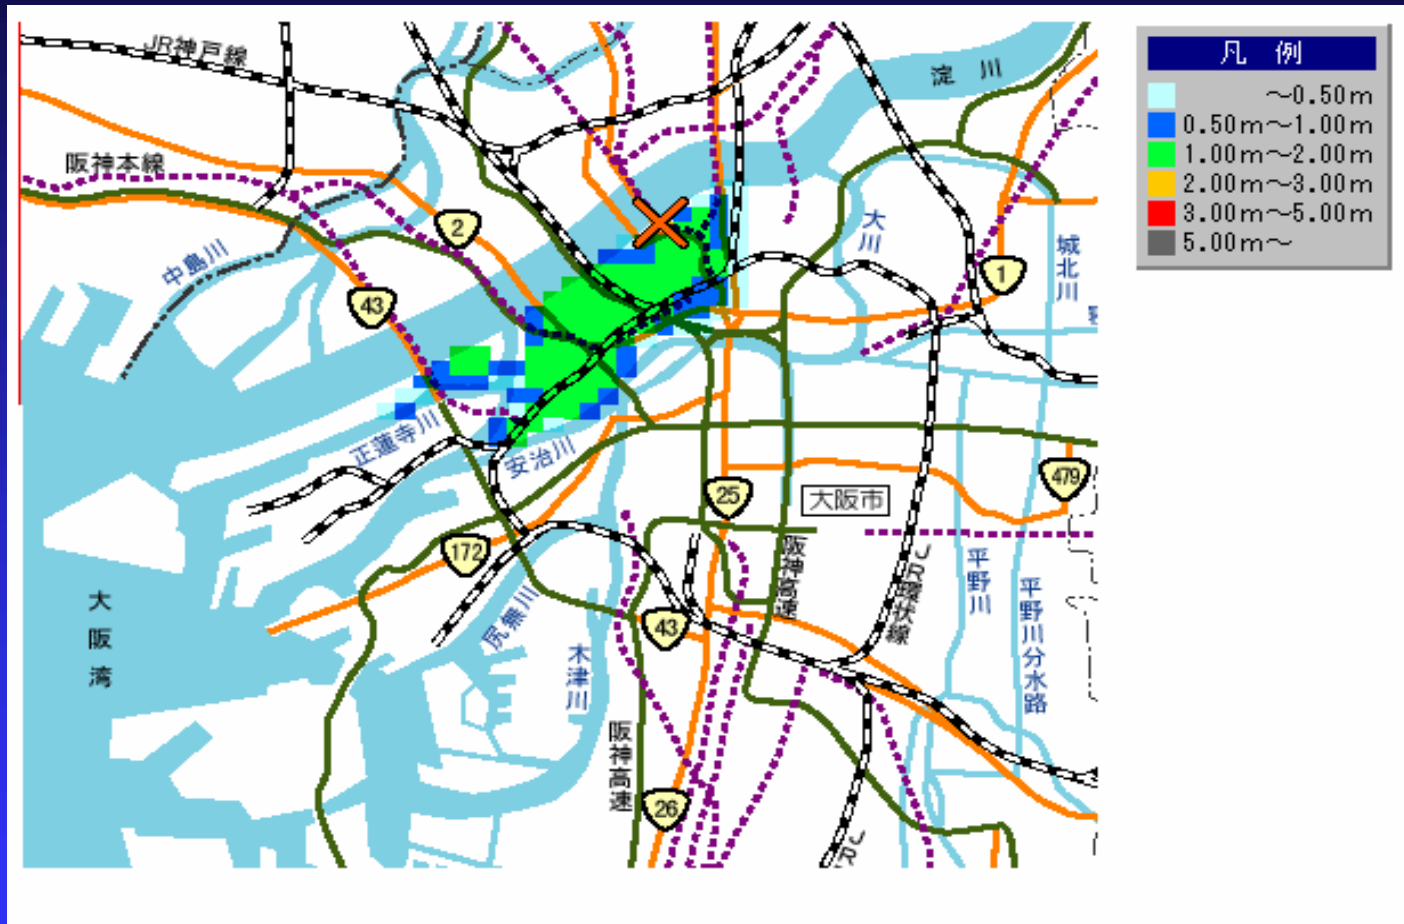 凡 例
～0.50m
0.50m～1.00m
1.00m～2.00m
2.00m～3.00m
3.00m～5.00m
5.00m～
JR神戸線
淀 川
阪神本線
2
大川
城北川
中島川
43
1
正蓮寺川
安治川
479
25
大阪市
172
阪神高速
JR環状線
平野川
平野川分水路
大阪湾
尻無川
43
木津川
阪神高速
26
JR